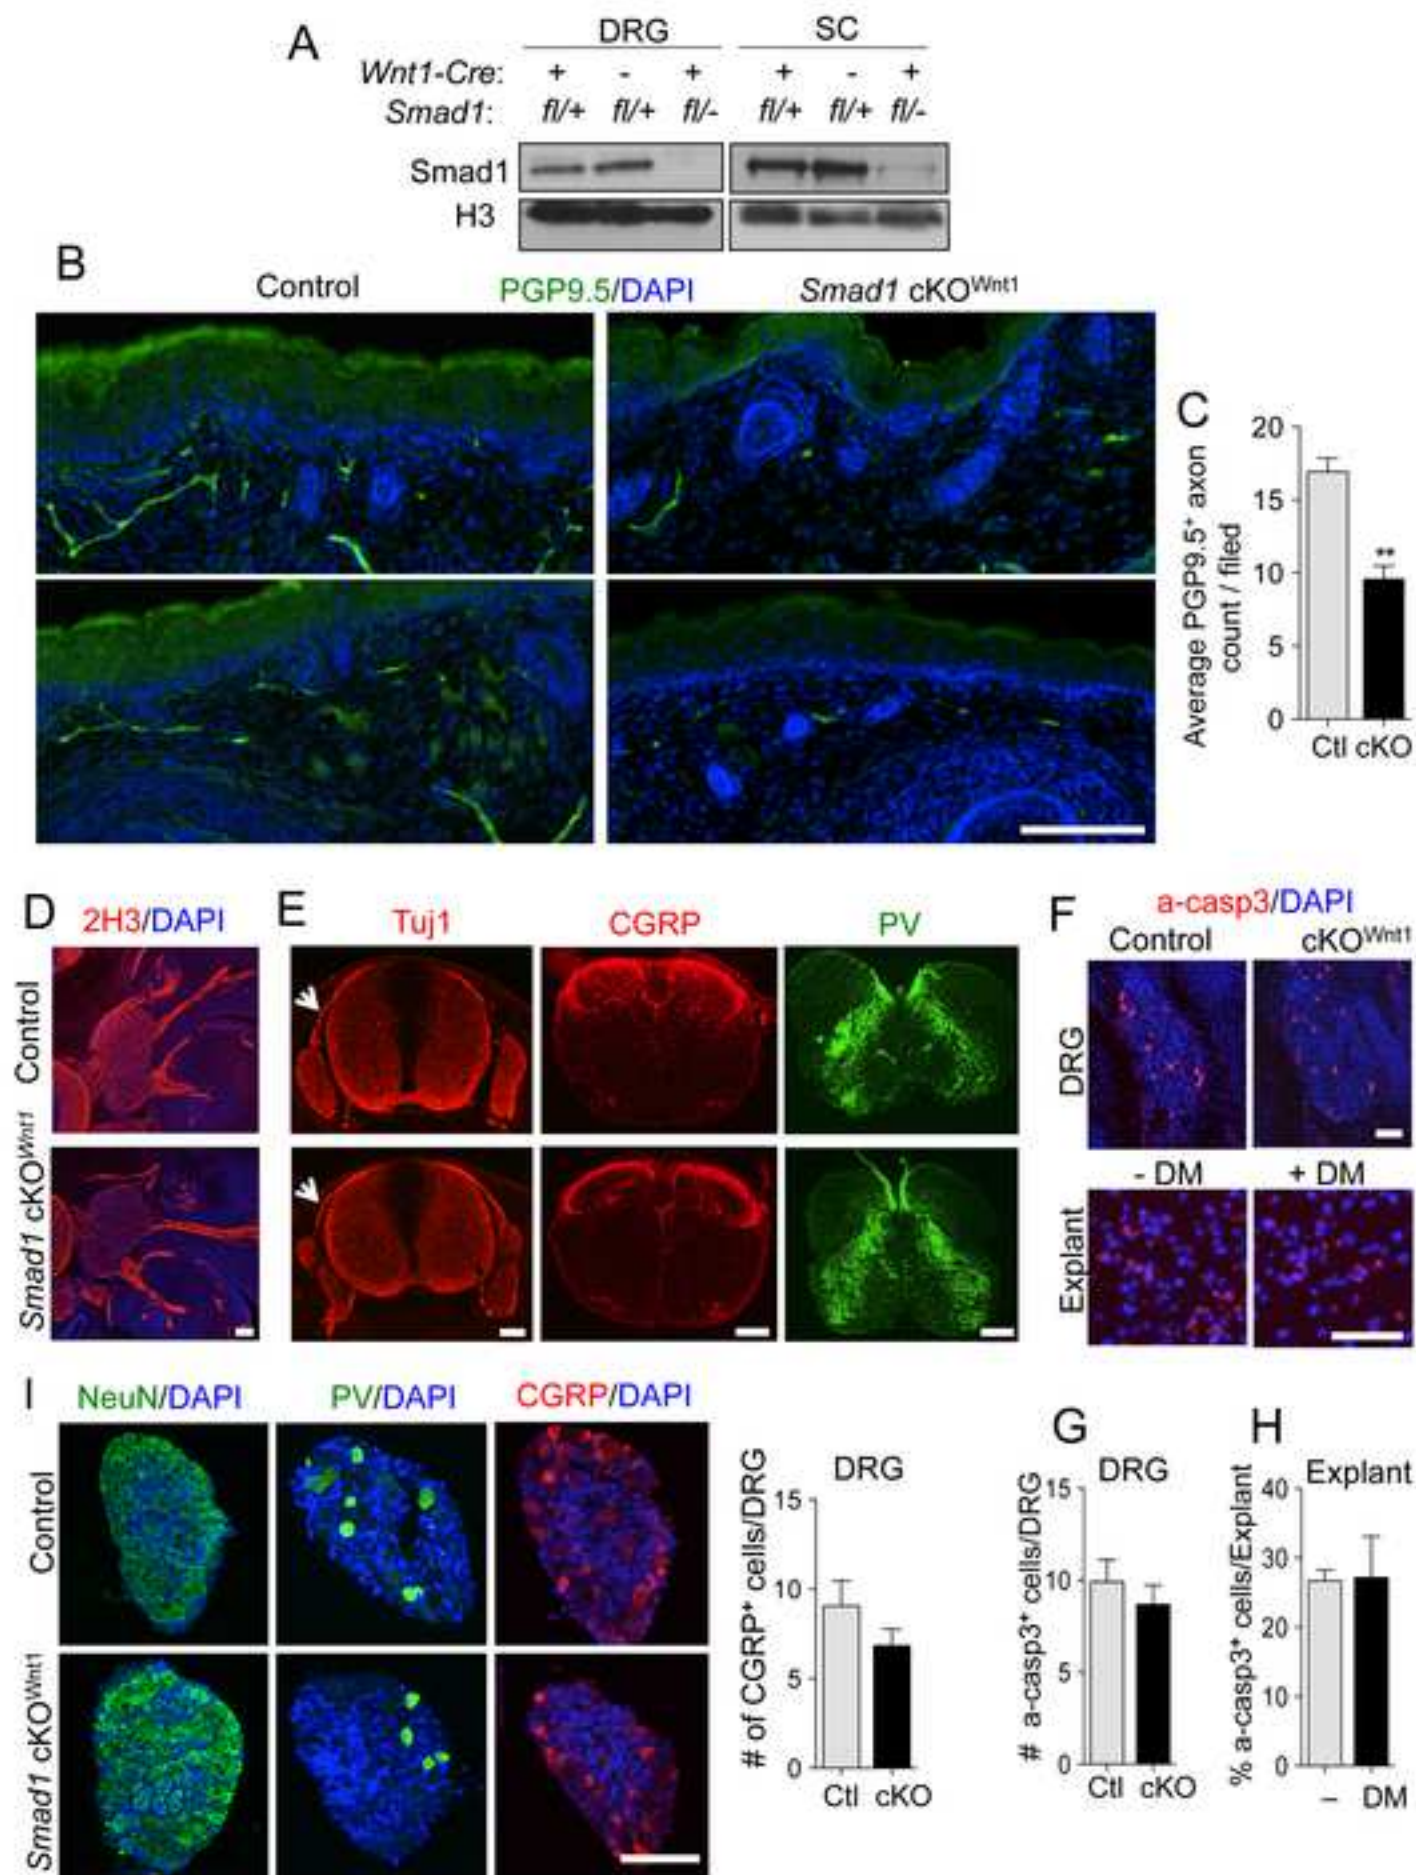 A
DRG SC
Wnt1-Cre: + - + + - +
Smad1: fl/+ fl/+ fl/- fl/+ fl/+ fl/-
Smad1
H3
B
Control PGP9.5/DAPI Smad1 cKOWnt1
C
Average PGP9.5+ axon
count / filed
20
15
10
5
0
**
Ctl cKO
D
2H3/DAPI
Control
Smad1 cKOWnt1
E
Tuj1 CGRP PV
F
a-casp3/DAPI
Control cKOWnt1
DRG
- DM + DM
Explant
I
NeuN/DAPI PV/DAPI CGRP/DAPI
Control
Smad1 cKOWnt1
DRG
# of CGRP+ cells/DRG
15
10
5
0
Ctl cKO
G
DRG
# a-casp3+ cells/DRG
15
10
5
0
Ctl cKO
H
Explant
% a-casp3+ cells/Explant
40
30
20
10
0
– DM